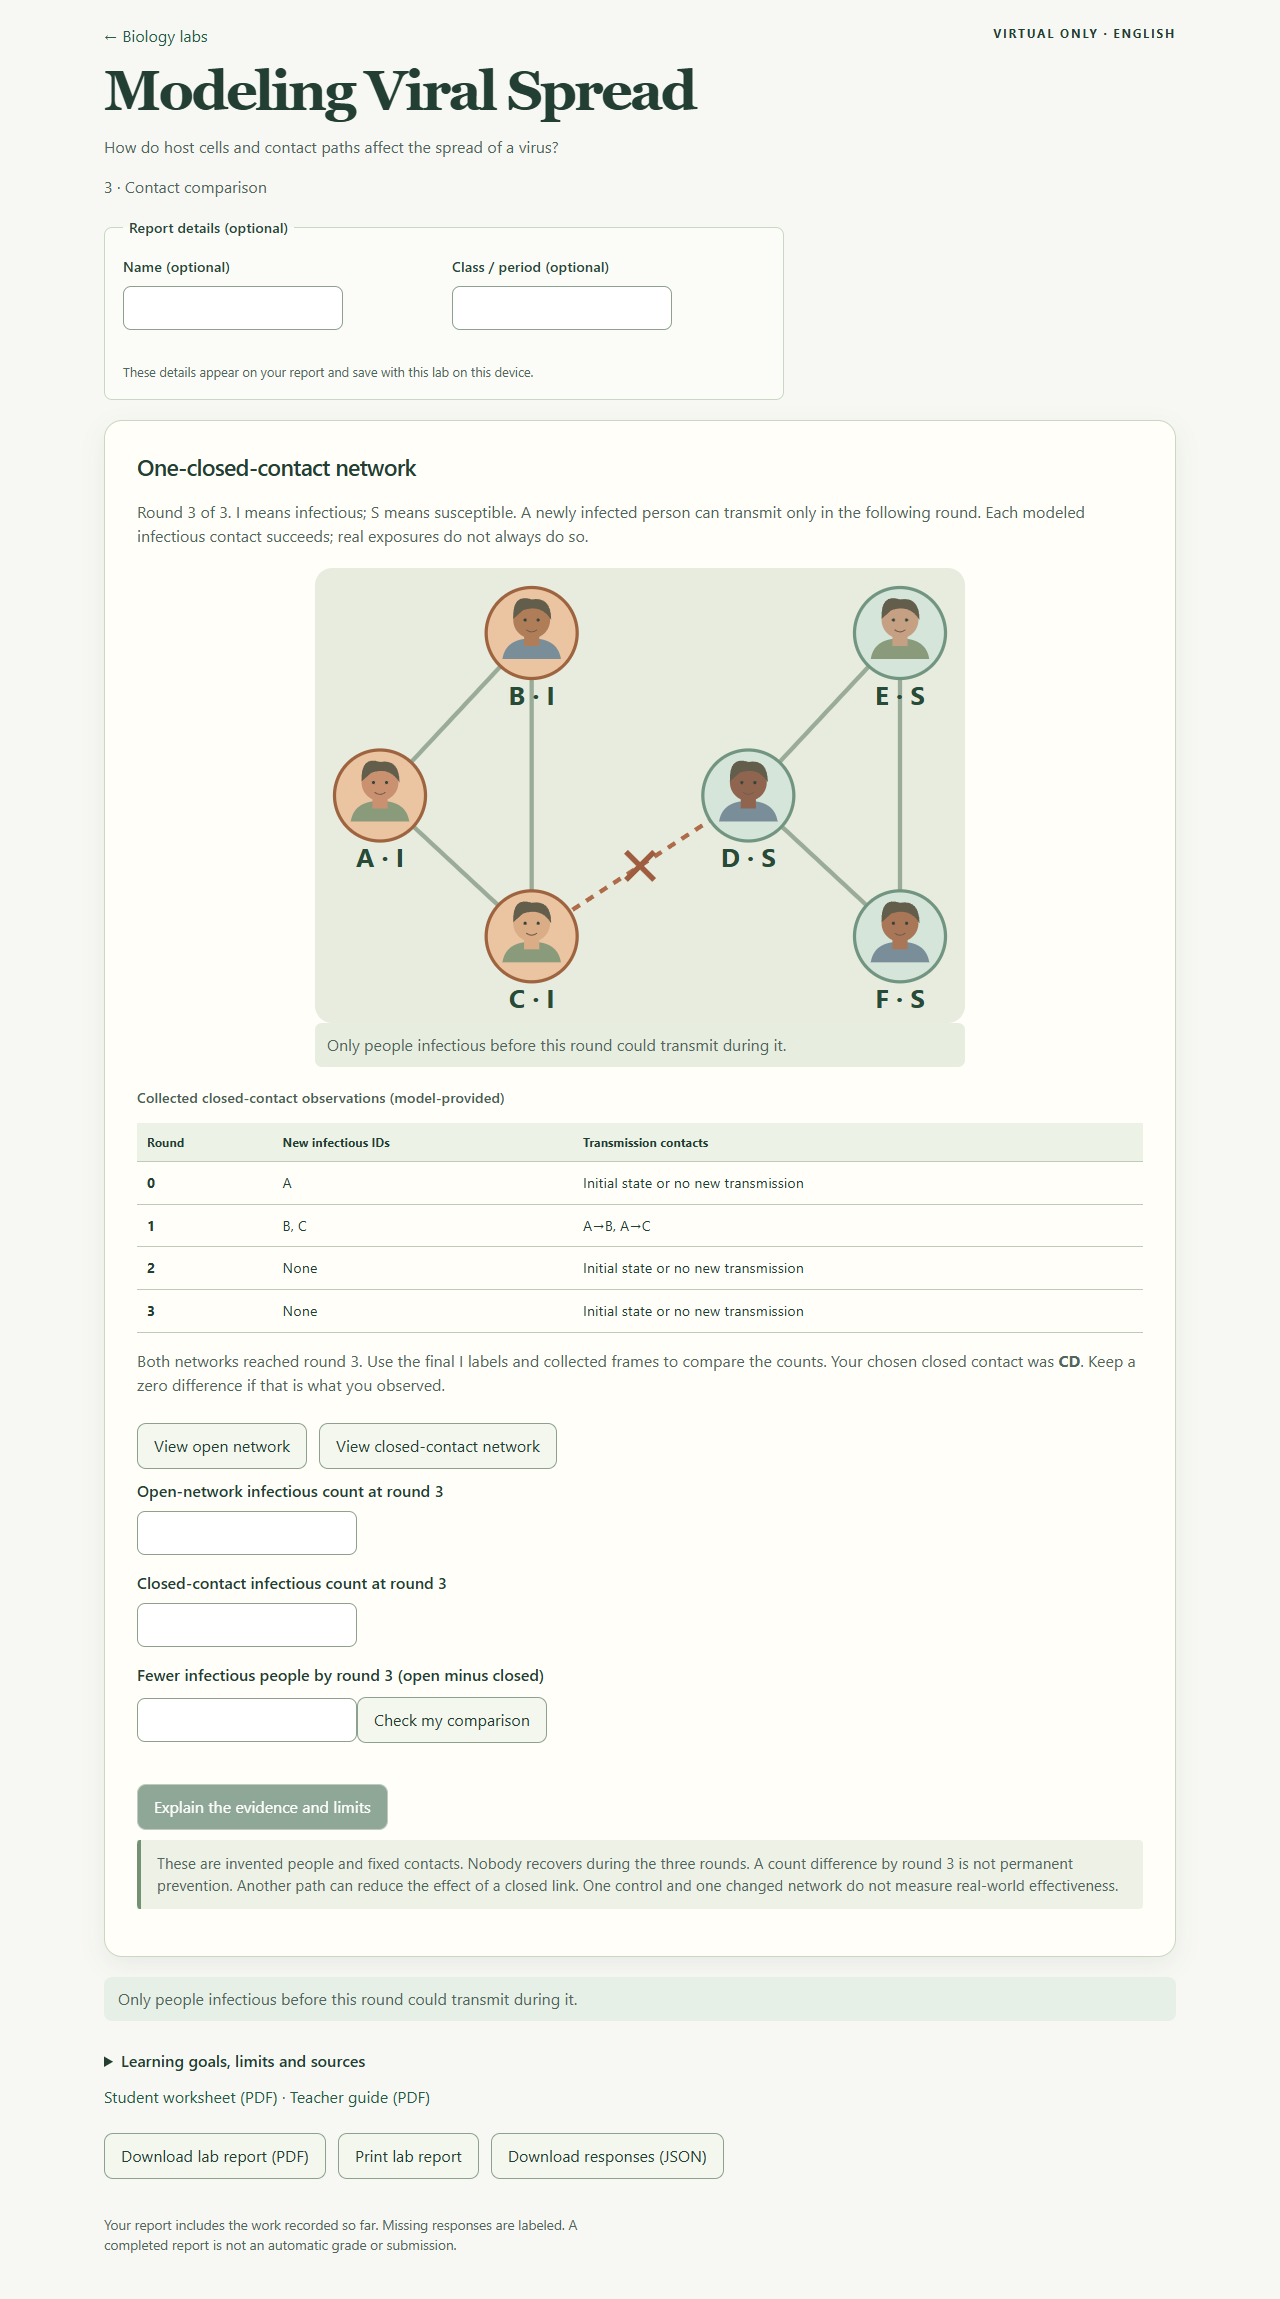 ← Biology labs
VIRTUAL ONLY · ENGLISH
Modeling Viral Spread
How do host cells and contact paths affect the spread of a virus?
3 · Contact comparison
Report details (optional)
Name (optional)
Class / period (optional)
These details appear on your report and save with this lab on this device.
One-closed-contact network
Round 3 of 3. I means infectious; S means susceptible. A newly infected person can transmit only in the following round. Each modeled
infectious contact succeeds; real exposures do not always do so.
B · I
E · S
A · I
D · S
C · I
F · S
Only people infectious before this round could transmit during it.
Collected closed-contact observations (model-provided)
Round New infectious IDs Transmission contacts
0 A Initial state or no new transmission
1 B, C A→B, A→C
2 None Initial state or no new transmission
3 None Initial state or no new transmission
Both networks reached round 3. Use the final I labels and collected frames to compare the counts. Your chosen closed contact was CD. Keep a
zero difference if that is what you observed.
View open network
View closed-contact network
Open-network infectious count at round 3
Closed-contact infectious count at round 3
Fewer infectious people by round 3 (open minus closed)
Check my comparison
Explain the evidence and limits
These are invented people and fixed contacts. Nobody recovers during the three rounds. A count difference by round 3 is not permanent
prevention. Another path can reduce the effect of a closed link. One control and one changed network do not measure real-world effectiveness.
Only people infectious before this round could transmit during it.
▶ Learning goals, limits and sources
Student worksheet (PDF) · Teacher guide (PDF)
Download lab report (PDF)
Print lab report
Download responses (JSON)
Your report includes the work recorded so far. Missing responses are labeled. A
completed report is not an automatic grade or submission.